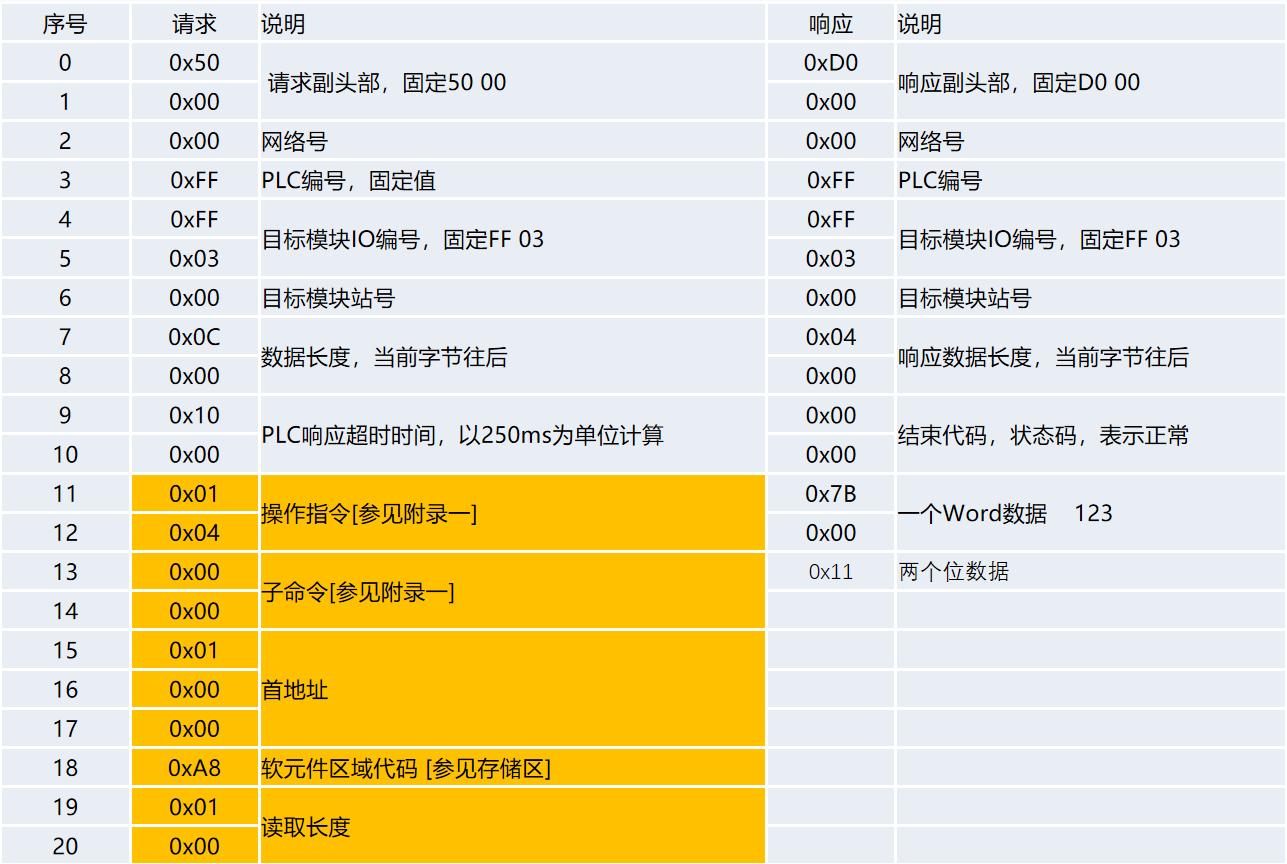 序号 请求 说明 响应 说明
0 0x50 请求副头部，固定50 00 0xD0 响应副头部，固定D0 00
1 0x00 0x00
2 0x00 网络号 0x00 网络号
3 0xFF PLC编号，固定值 0xFF PLC编号
4 0xFF 目标模块IO编号，固定FF 03 0xFF 目标模块IO编号，固定FF 03
5 0x03 0x03
6 0x00 目标模块站号 0x00 目标模块站号
7 0x0C 数据长度，当前字节往后 0x04 响应数据长度，当前字节往后
8 0x00 0x00
9 0x10 PLC响应超时时间，以250ms为单位计算 0x00 结束代码，状态码，表示正常
10 0x00 0x00
11 0x01 操作指令[参见附录一] 0x7B 一个Word数据 123
12 0x04 0x00
13 0x00 子命令[参见附录一] 0x11 两个位数据
14 0x00
15 0x01 首地址
16 0x00
17 0x00
18 0xA8 软元件区域代码 [参见存储区]
19 0x01 读取长度
20 0x00